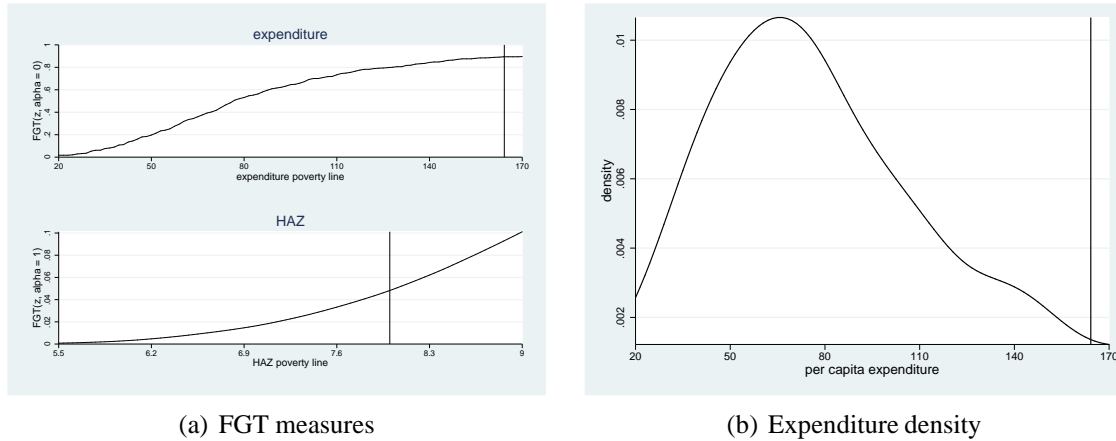 expenditure
FGT(z, alpha = 0)
0 .2 .4 .6 .8 1
20 50 80 110 140 170
expenditure poverty line
HAZ
FGT(z, alpha = 1)
0 .02 .04 .06 .08 .1
5.5 6.2 6.9 7.6 8.3 9
HAZ poverty line
(a) FGT measures
density
.002 .004 .006 .008 .01
20 50 80 110 140 170
per capita expenditure
(b) Expenditure density